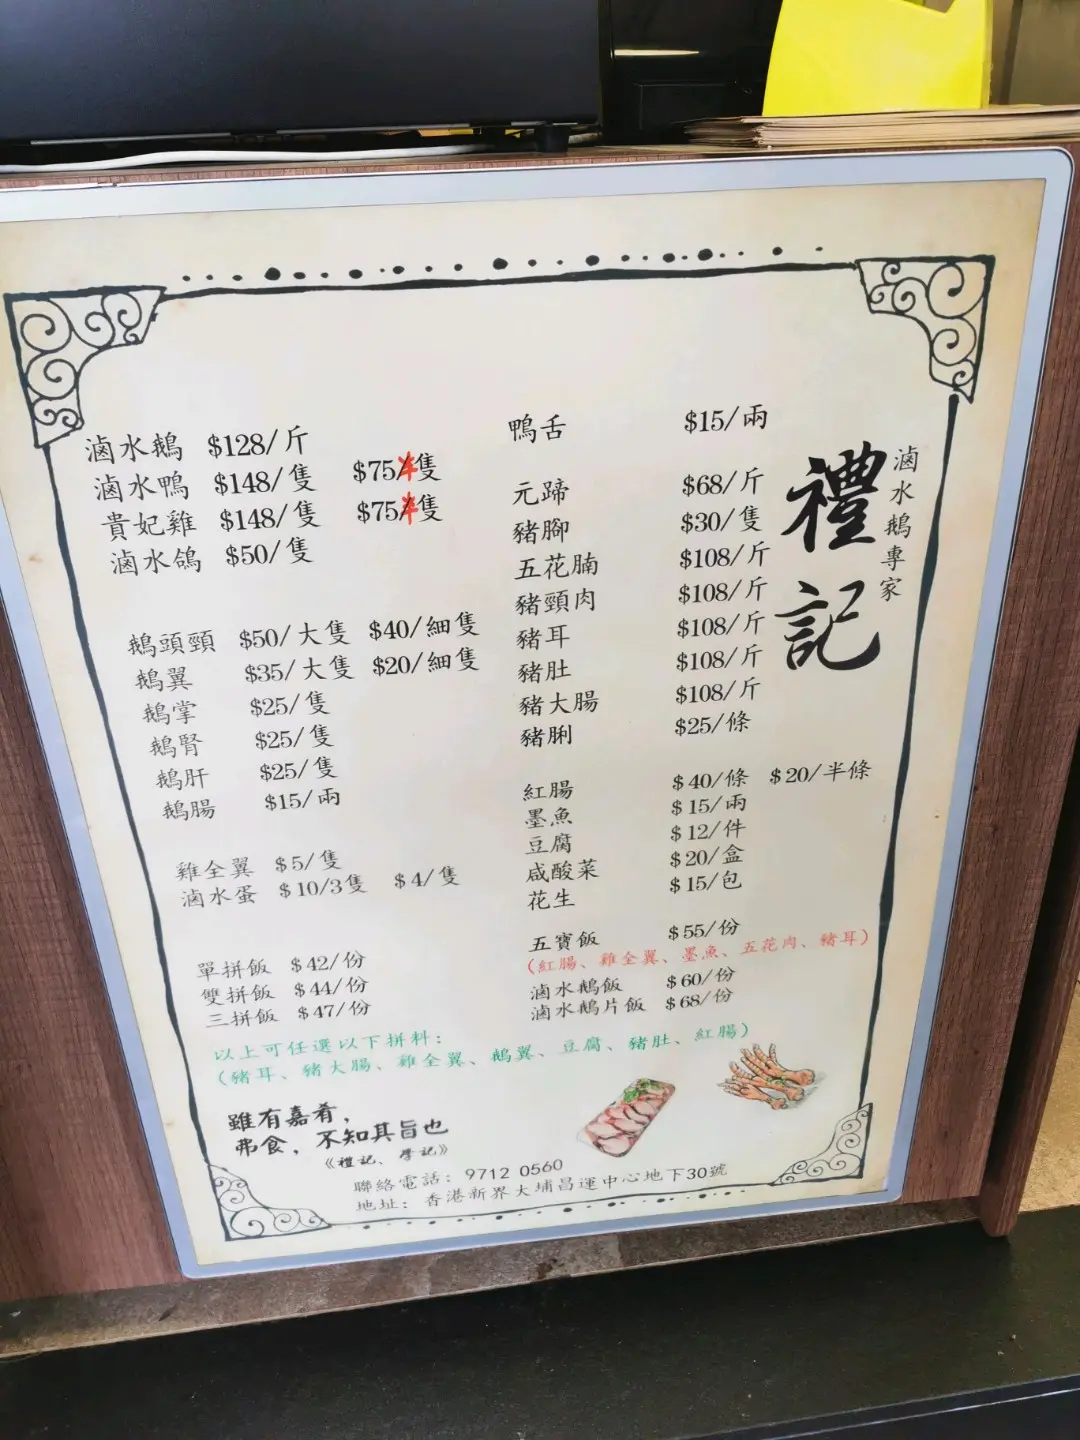 滷水鵝 $128/斤
滷水鴨 $148/隻 $75/半隻
貴妃雞 $148/隻 $75/半隻
滷水鴿 $50/隻
鵝頭頸 $50/大隻 $40/細隻
鵝翼 $35/大隻 $20/細隻
鵝掌 $25/隻
鵝腎 $25/隻
鵝肝 $25/隻
鵝腸 $15/兩
雞全翼 $5/隻
滷水蛋 $10/3隻 $4/隻
單拼飯 $42/份
雙拼飯 $44/份
三拼飯 $47/份
以上可任選以下拼料：
（豬耳、豬大腸、雞全翼、鵝翼、豆腐、豬肚、紅腸）
鴨舌 $15/兩
元蹄 $68/斤
豬腳 $30/隻
五花腩 $108/斤
豬頸肉 $108/斤
豬耳 $108/斤
豬肚 $108/斤
豬大腸 $108/斤
豬脷 $25/條
紅腸 $40/條 $20/半條
墨魚 $15/兩
豆腐 $12/件
咸酸菜 $20/盒
花生 $15/包
五寶飯 $55/份
（紅腸、雞全翼、墨魚、五花肉、豬耳）
滷水鵝飯 $60/份
滷水鵝片飯 $68/份
滷水鵝專家
禮記
雖有嘉肴，
弗食，不知其旨也
《禮記、學記》
聯絡電話：9712 0560
地址：香港新界大埔昌運中心地下30號